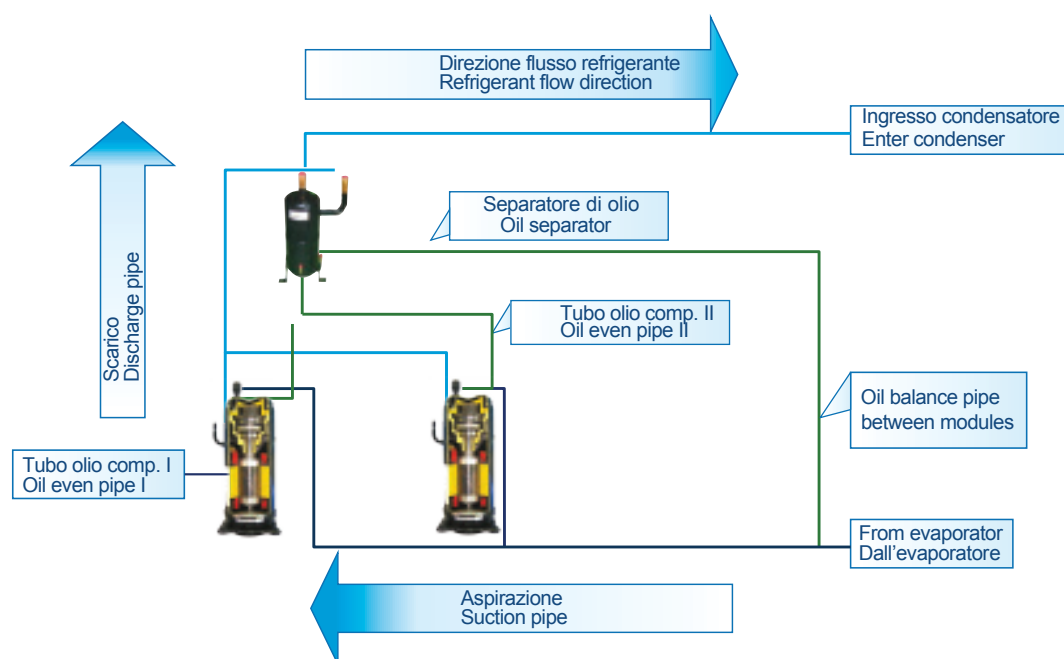 Direzione flusso refrigerante
Refrigerant flow direction
Ingresso condensatore
Enter condenser
Scarico
Discharge pipe
Separatore di olio
Oil separator
Tubo olio comp. II
Oil even pipe II
Oil balance pipe
between modules
Tubo olio comp. I
Oil even pipe I
From evaporator
Dall'evaporatore
Aspirazione
Suction pipe